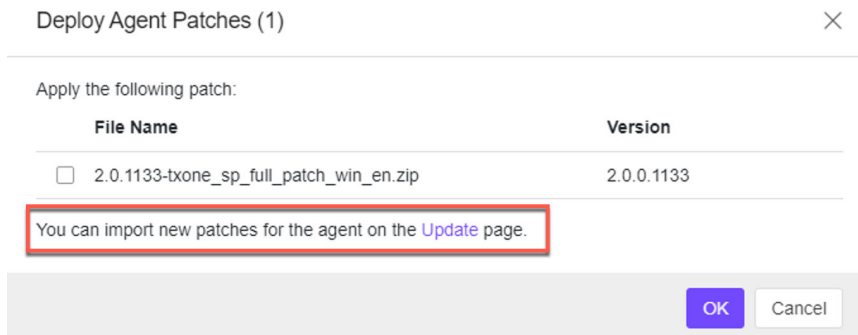 Deploy Agent Patches (1)
Apply the following patch:
File Name Version
2.0.1133-txone_sp_full_patch_win_en.zip 2.0.0.1133
You can import new patches for the agent on the Update page.
OK Cancel